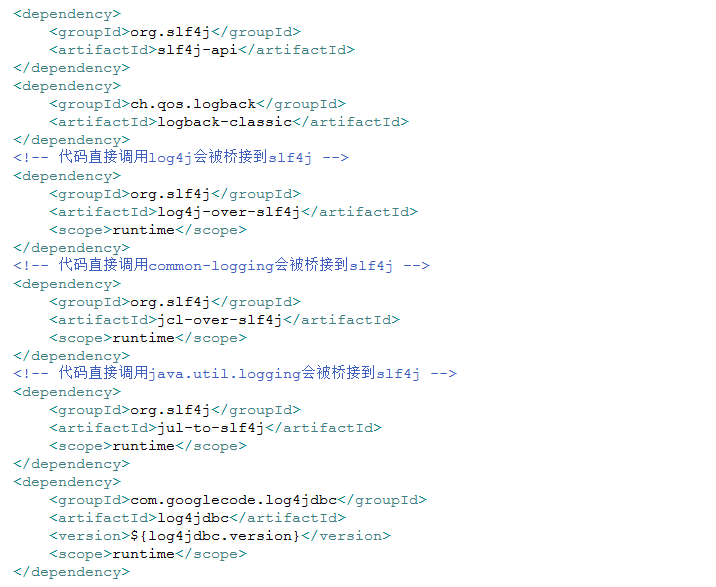 <dependency>
    <groupId>org.slf4j</groupId>
    <artifactId>slf4j-api</artifactId>
</dependency>
<dependency>
    <groupId>ch.qos.logback</groupId>
    <artifactId>logback-classic</artifactId>
</dependency>
<!-- 代码直接调用log4j会被桥接到slf4j -->
<dependency>
    <groupId>org.slf4j</groupId>
    <artifactId>log4j-over-slf4j</artifactId>
    <scope>runtime</scope>
</dependency>
<!-- 代码直接调用common-logging会被桥接到slf4j -->
<dependency>
    <groupId>org.slf4j</groupId>
    <artifactId>jcl-over-slf4j</artifactId>
    <scope>runtime</scope>
</dependency>
<!-- 代码直接调用java.util.logging会被桥接到slf4j -->
<dependency>
    <groupId>org.slf4j</groupId>
    <artifactId>jul-to-slf4j</artifactId>
    <scope>runtime</scope>
</dependency>
<dependency>
    <groupId>com.googlecode.log4jdbc</groupId>
    <artifactId>log4jdbc</artifactId>
    <version>${log4jdbc.version}</version>
    <scope>runtime</scope>
</dependency>